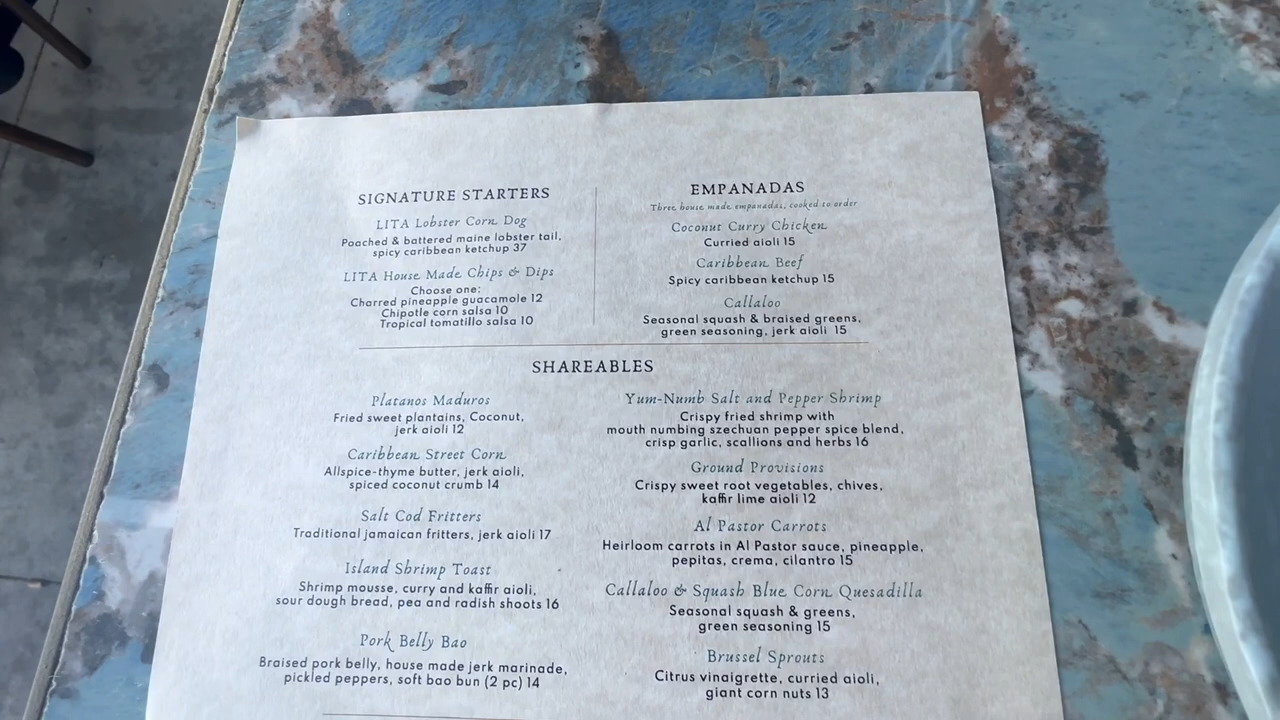 SIGNATURE STARTERS
LITA Lobster Corn Dog
Poached & battered maine lobster tail,
spicy caribbean ketchup 37
LITA House Made Chips & Dips
Choose one:
Charred pineapple guacamole 12
Chipotle corn salsa 10
Tropical tomatillo salsa 10
EMPANADAS
Three house made empanadas, cooked to order
Coconut Curry Chicken
Curried aioli 15
Caribbean Beef
Spicy caribbean ketchup 15
Callaloo
Seasonal squash & braised greens,
green seasoning, jerk aioli 15
SHAREABLES
Platanos Maduros
Fried sweet plantains, Coconut,
jerk aioli 12
Caribbean Street Corn
Allspice-thyme butter, jerk aioli,
spiced coconut crumb 14
Salt Cod Fritters
Traditional jamaican fritters, jerk aioli 17
Island Shrimp Toast
Shrimp mousse, curry and kaffir aioli,
sour dough bread, pea and radish shoots 16
Pork Belly Bao
Braised pork belly, house made jerk marinade,
pickled peppers, soft bao bun (2 pc) 14
Yum-Numb Salt and Pepper Shrimp
Crispy fried shrimp with
mouth numbing szechuan pepper spice blend,
crisp garlic, scallions and herbs 16
Ground Provisions
Crispy sweet root vegetables, chives,
kaffir lime aioli 12
Al Pastor Carrots
Heirloom carrots in Al Pastor sauce, pineapple,
pepitas, crema, cilantro 15
Callaloo & Squash Blue Corn Quesadilla
Seasonal squash & greens,
green seasoning 15
Brussel Sprouts
Citrus vinaigrette, curried aioli,
giant corn nuts 13